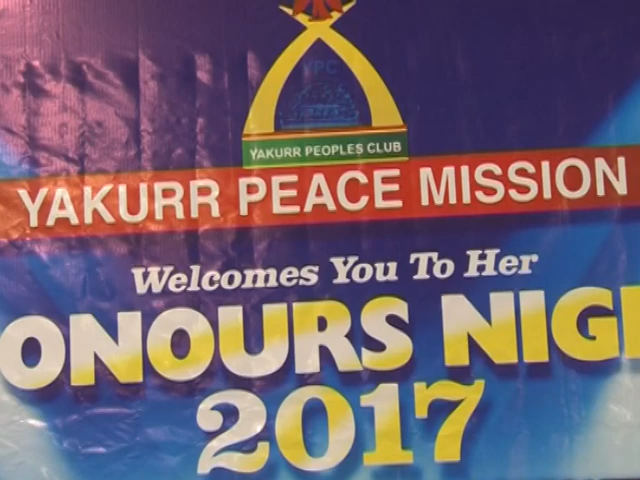 YPC
YAKURR PEOPLES CLUB
YAKURR PEACE MISSION
Welcomes You To Her
ONOURS NIG
2017